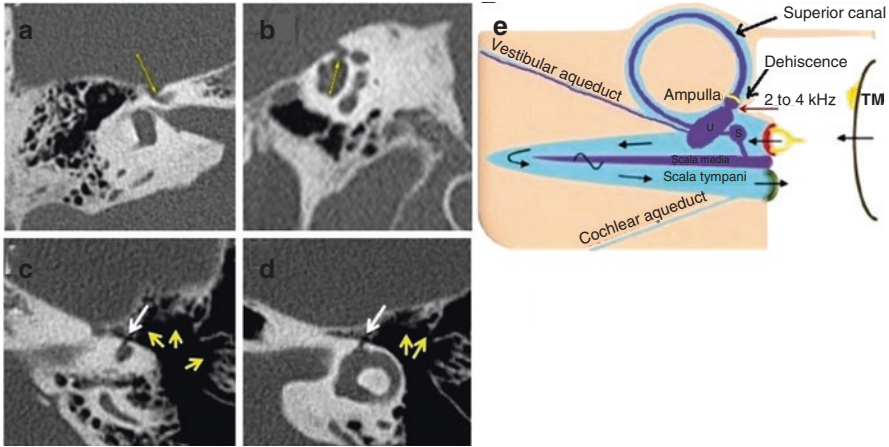 a
b
c
d
e
Superior canal
Vestibular aqueduct
Dehiscence
Ampulla
2 to 4 kHz
TM
U
S
Scala media
Scala tympani
Cochlear aqueduct